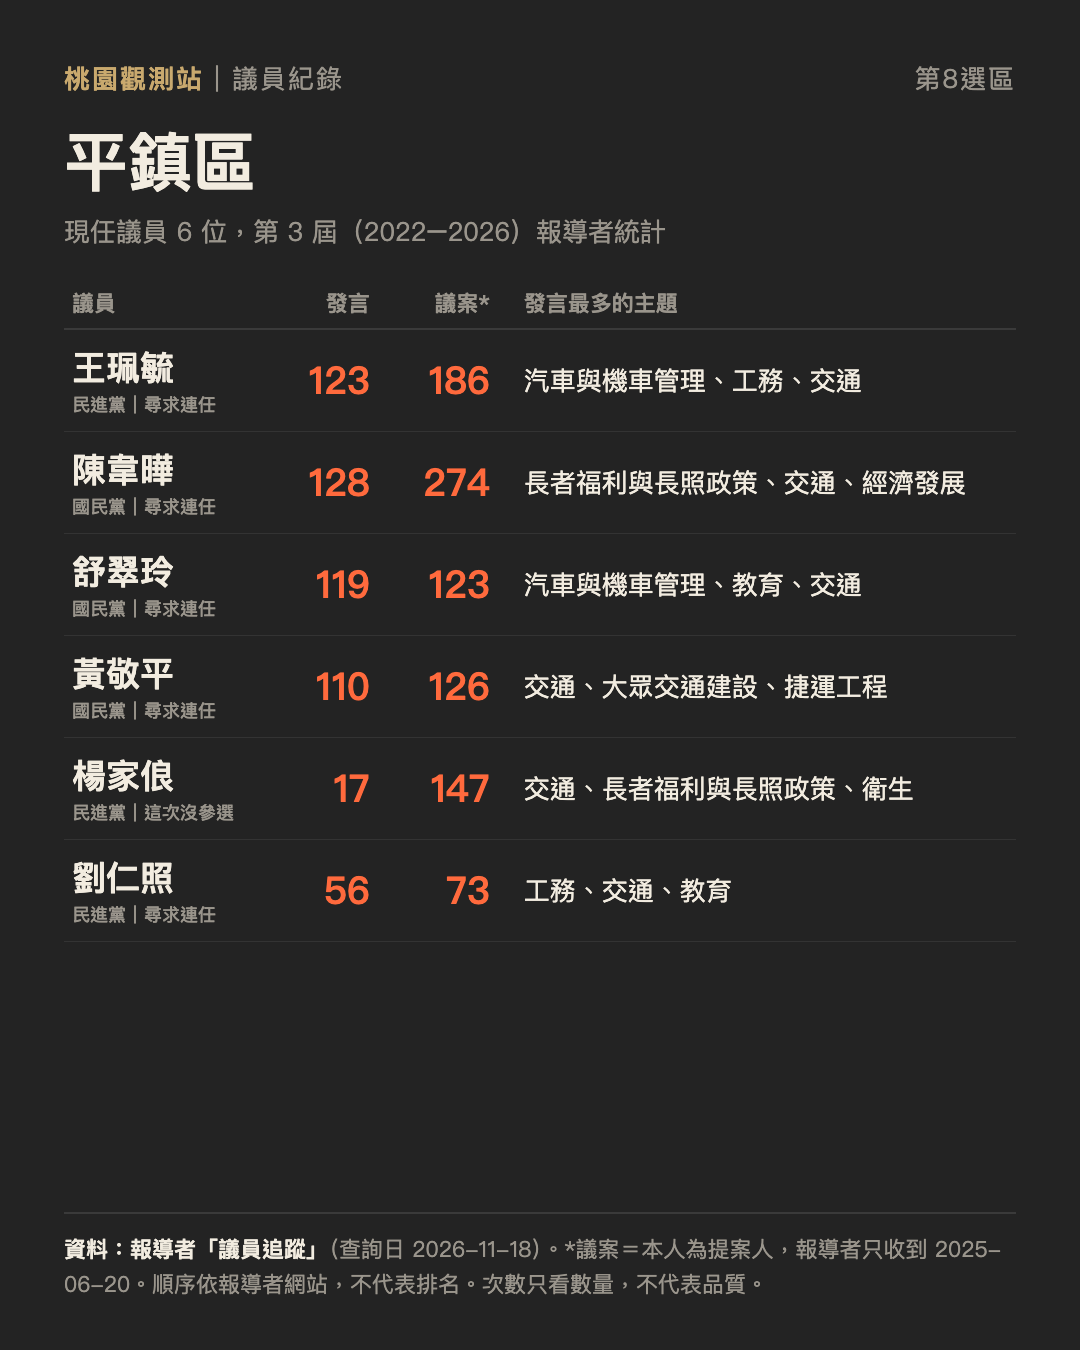 桃園觀測站｜議員紀錄 第8選區
平鎮區
現任議員 6 位，第 3 屆（2022—2026）報導者統計
議員 發言 議案* 發言最多的主題
王珮毓 123 186 汽車與機車管理、工務、交通
民進黨｜尋求連任
陳韋曄 128 274 長者福利與長照政策、交通、經濟發展
國民黨｜尋求連任
舒翠玲 119 123 汽車與機車管理、教育、交通
國民黨｜尋求連任
黃敬平 110 126 交通、大眾交通建設、捷運工程
國民黨｜尋求連任
楊家俍 17 147 交通、長者福利與長照政策、衛生
民進黨｜這次沒參選
劉仁照 56 73 工務、交通、教育
民進黨｜尋求連任
資料：報導者「議員追蹤」（查詢日 2026–11–18）。*議案＝本人為提案人，報導者只收到 2025–
06–20。順序依報導者網站，不代表排名。次數只看數量，不代表品質。